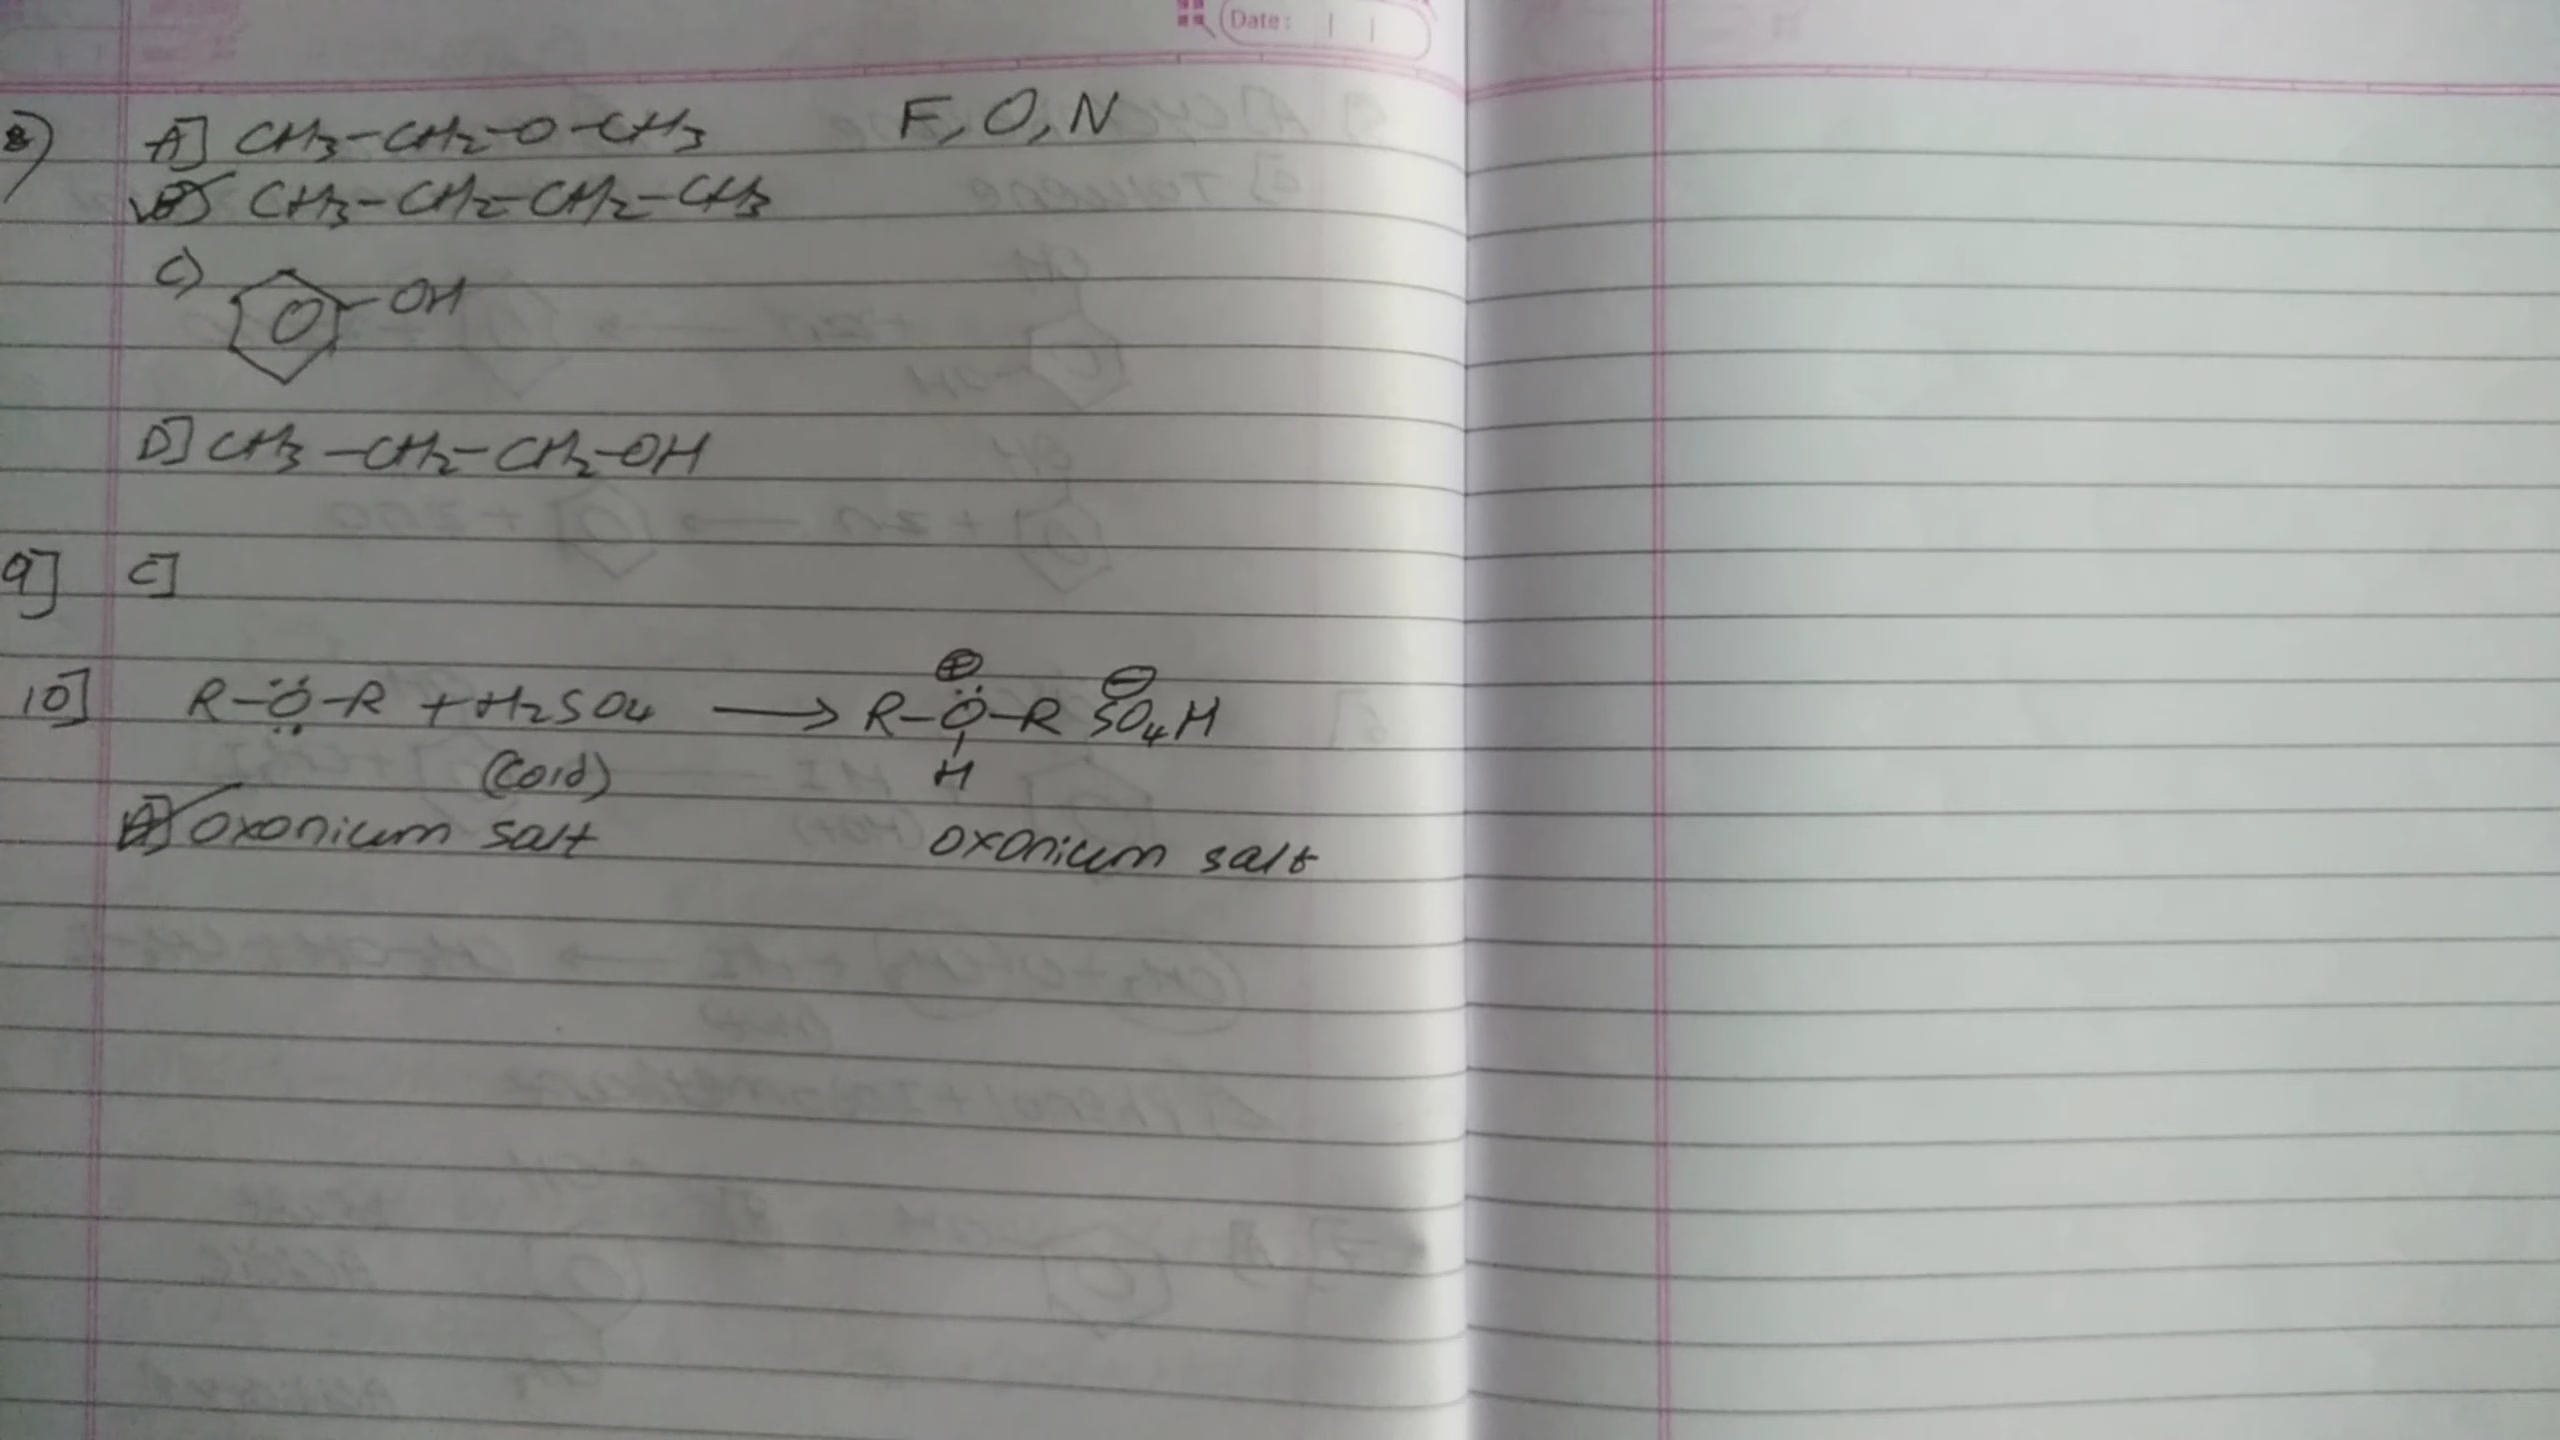 Date:
8) A] CH3-CH2-O-CH3 F, O, N
B] CH3-CH2-CH2-CH3
C) OH
D] CH3-CH2-CH2-OH
9] C]
10] R-O-R + H2SO4 → R-O-R SO4H
⊕ ⊖
(cold) H
A] oxonium salt oxonium salt